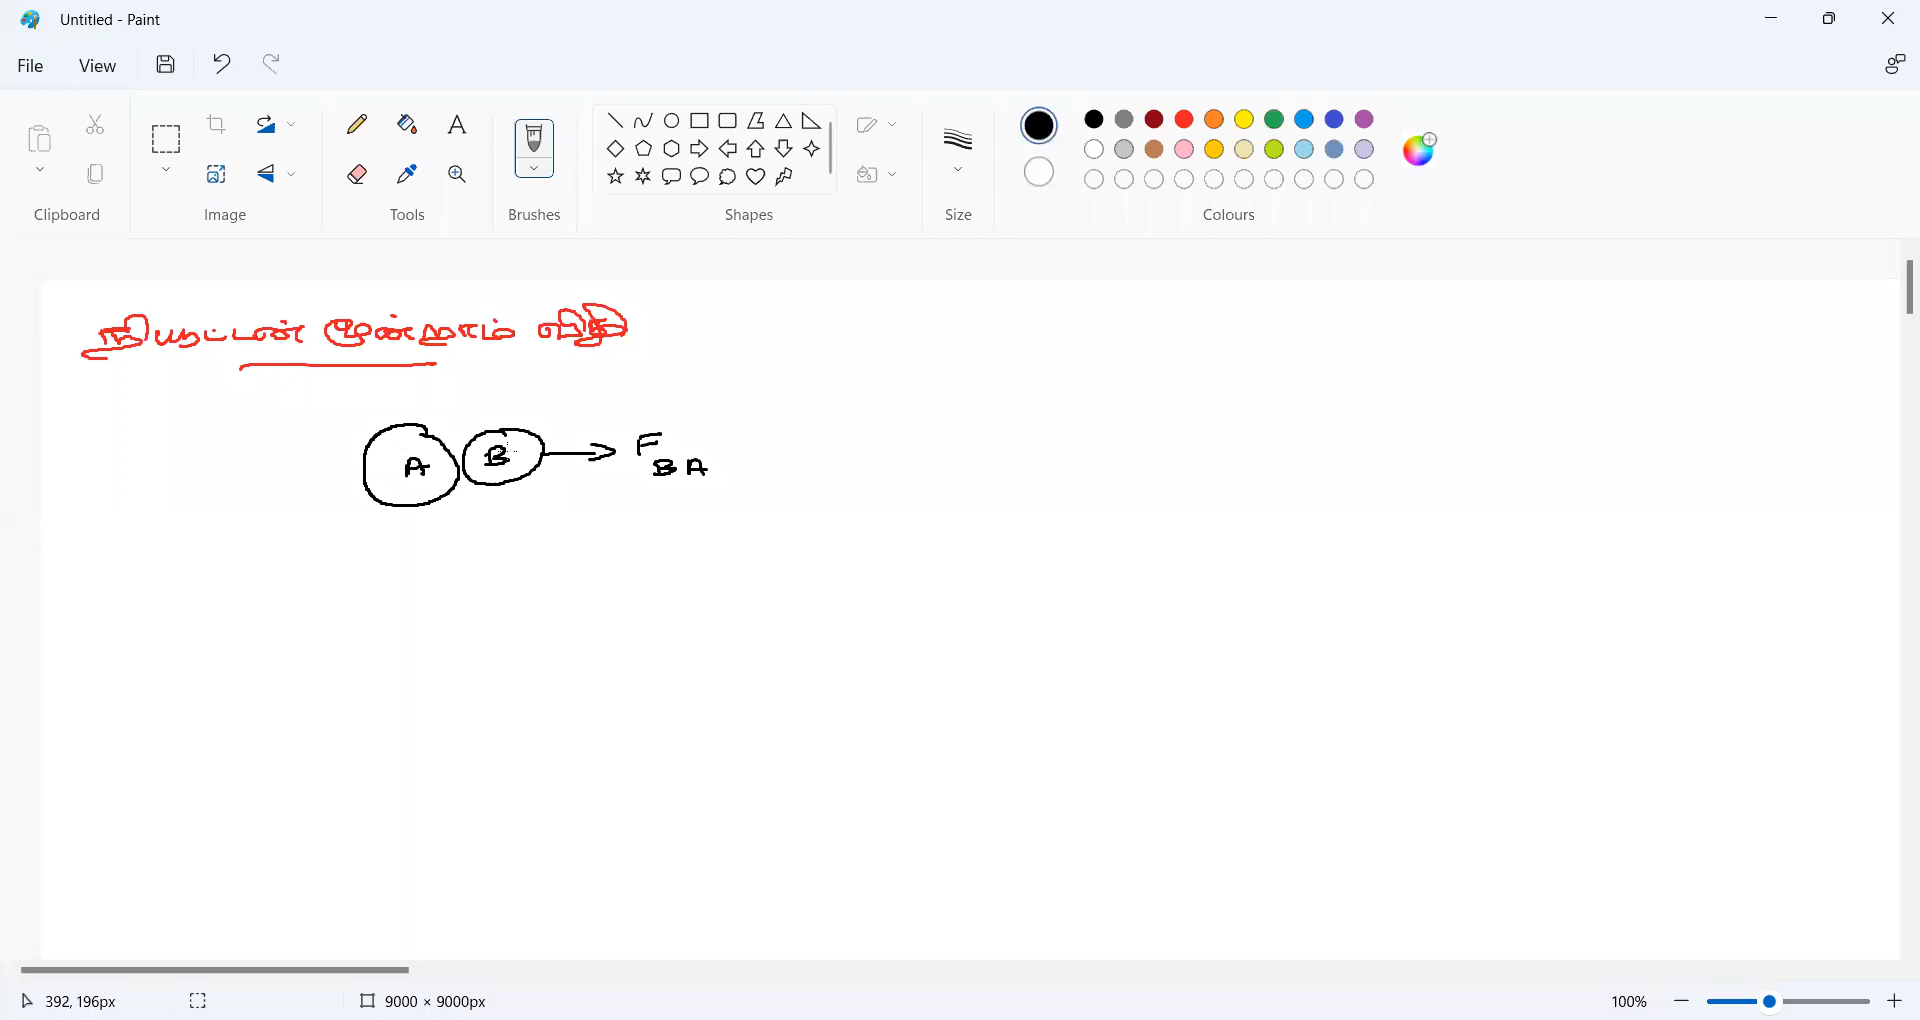 Untitled - Paint
File View
Clipboard Image Tools Brushes Shapes Size Colours
நியூட்டன் மூன்றாம் விதி
A B F
BA
392, 196px 9000 × 9000px 100%